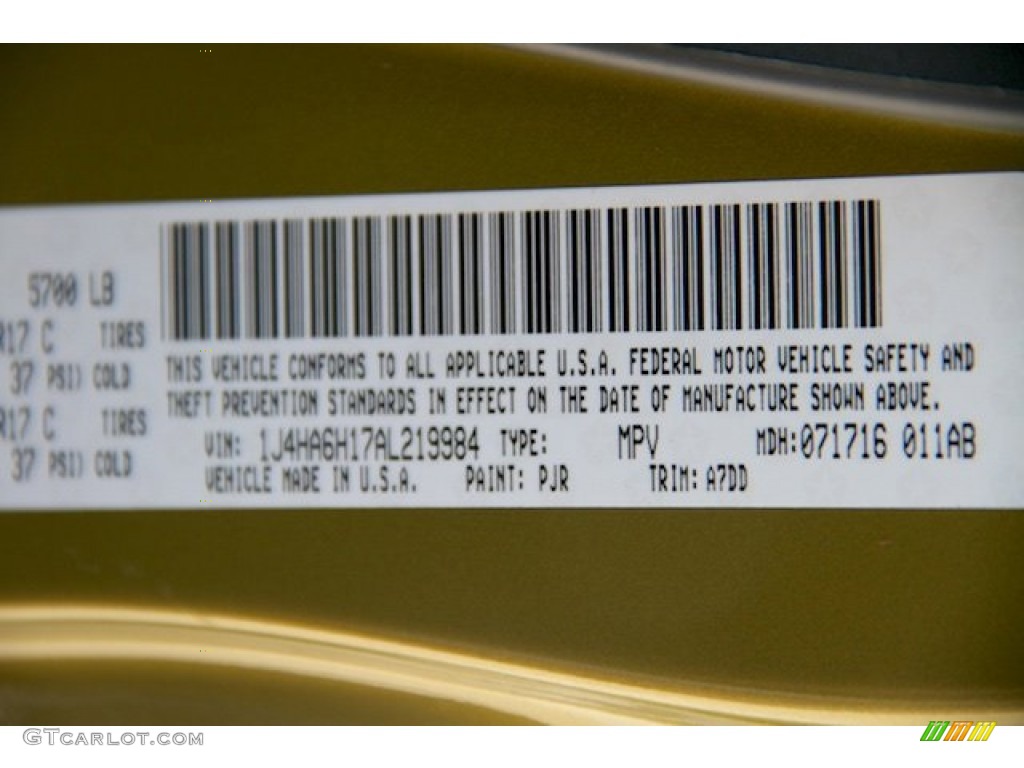 5700 LB
R17 C TIRES
37 PSI) COLD
R17 C TIRES
37 PSI) COLD
THIS VEHICLE CONFORMS TO ALL APPLICABLE U.S.A. FEDERAL MOTOR VEHICLE SAFETY AND
THEFT PREVENTION STANDARDS IN EFFECT ON THE DATE OF MANUFACTURE SHOWN ABOVE.
VIN: 1J4HA6H17AL219984 TYPE: MPV MDH:071716 011AB
VEHICLE MADE IN U.S.A. PAINT: PJR TRIM: A7DD
GTCARLOT.COM